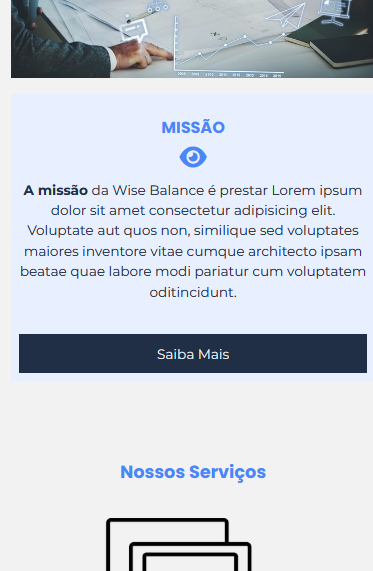 MISSÃO
A missão da Wise Balance é prestar Lorem ipsum
dolor sit amet consectetur adipisicing elit.
Voluptate aut quos non, similique sed voluptates
maiores inventore vitae cumque architecto ipsam
beatae quae labore modi pariatur cum voluptatem
oditincidunt.
Saiba Mais
Nossos Serviços